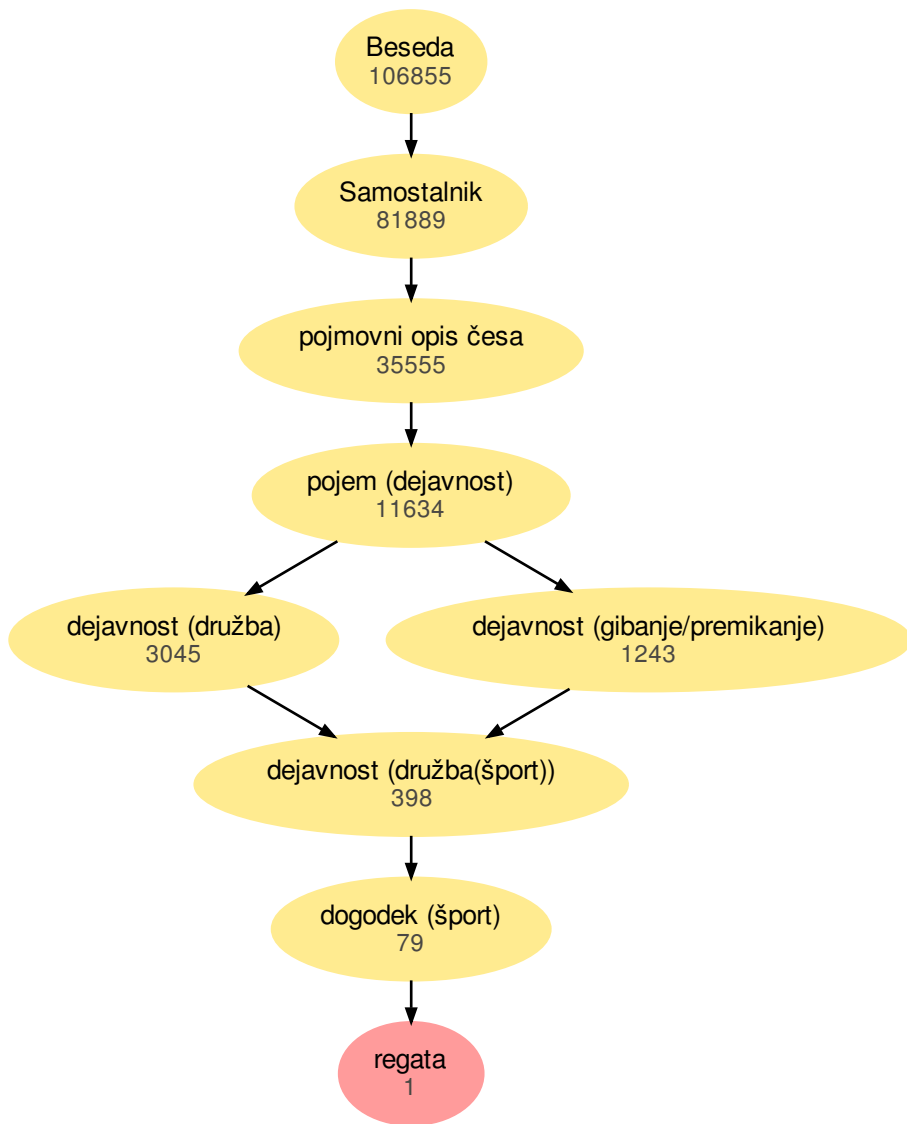 Beseda
106855
Samostalnik
81889
pojmovni opis česa
35555
pojem (dejavnost)
11634
dejavnost (družba)
3045
dejavnost (gibanje/premikanje)
1243
dejavnost (družba(šport))
398
dogodek (šport)
79
regata
1